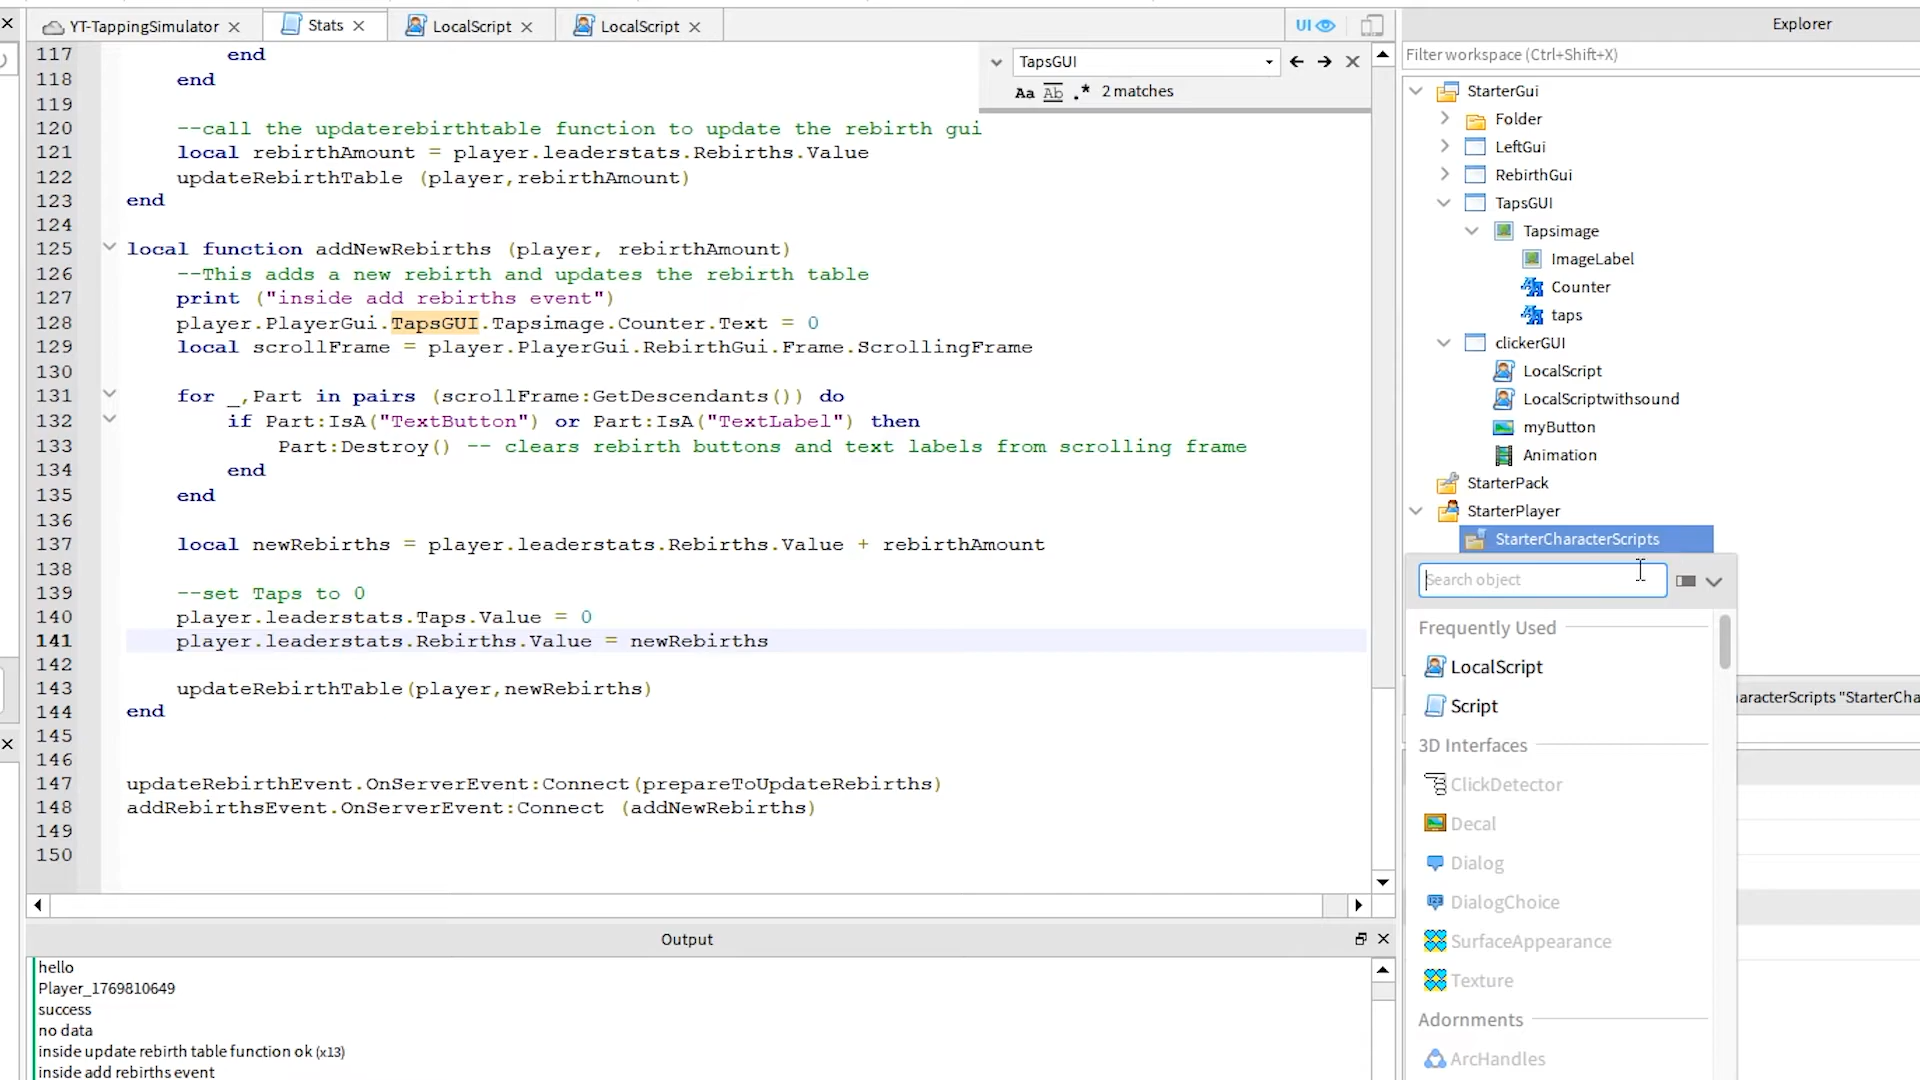 YT-TappingSimulator
Stats
LocalScript
LocalScript
UI
Explorer
TapsGUI
Aa Ab .* 2 matches
Filter workspace (Ctrl+Shift+X)
117 end
118 end
119
120 --call the updaterebirthtable function to update the rebirth gui
121 local rebirthAmount = player.leaderstats.Rebirths.Value
122 updateRebirthTable (player,rebirthAmount)
123 end
124
125 local function addNewRebirths (player, rebirthAmount)
126 --This adds a new rebirth and updates the rebirth table
127 print ("inside add rebirths event")
128 player.PlayerGui.TapsGUI.Tapsimage.Counter.Text = 0
129 local scrollFrame = player.PlayerGui.RebirthGui.Frame.ScrollingFrame
130
131 for _,Part in pairs (scrollFrame:GetDescendants()) do
132 if Part:IsA("TextButton") or Part:IsA("TextLabel") then
133 Part:Destroy() -- clears rebirth buttons and text labels from scrolling frame
134 end
135 end
136
137 local newRebirths = player.leaderstats.Rebirths.Value + rebirthAmount
138
139 --set Taps to 0
140 player.leaderstats.Taps.Value = 0
141 player.leaderstats.Rebirths.Value = newRebirths
142
143 updateRebirthTable(player,newRebirths)
144 end
145
146
147 updateRebirthEvent.OnServerEvent:Connect(prepareToUpdateRebirths)
148 addRebirthsEvent.OnServerEvent:Connect (addNewRebirths)
149
150
Output
hello
Player_1769810649
success
no data
inside update rebirth table function ok (x13)
inside add rebirths event
StarterGui
Folder
LeftGui
RebirthGui
TapsGUI
Tapsimage
ImageLabel
Counter
taps
clickerGUI
LocalScript
LocalScriptwithsound
myButton
Animation
StarterPack
StarterPlayer
StarterCharacterScripts
Search object
Frequently Used
LocalScript
Script
3D Interfaces
ClickDetector
Decal
Dialog
DialogChoice
SurfaceAppearance
Texture
Adornments
ArcHandles
aracterScripts "StarterCha